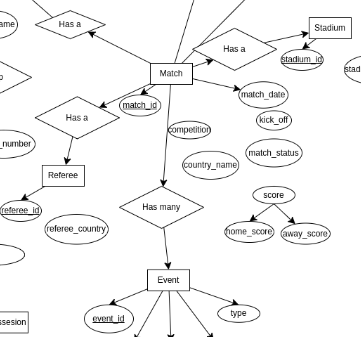 ame
Has a
Stadium
Has a
stadium_id
stad
Match
match_date
match_id
kick_off
Has a
competition
_number
match_status
country_name
Referee
score
referee_id
Has many
referee_country
home_score
away_score
Event
event_id
type
ssesion